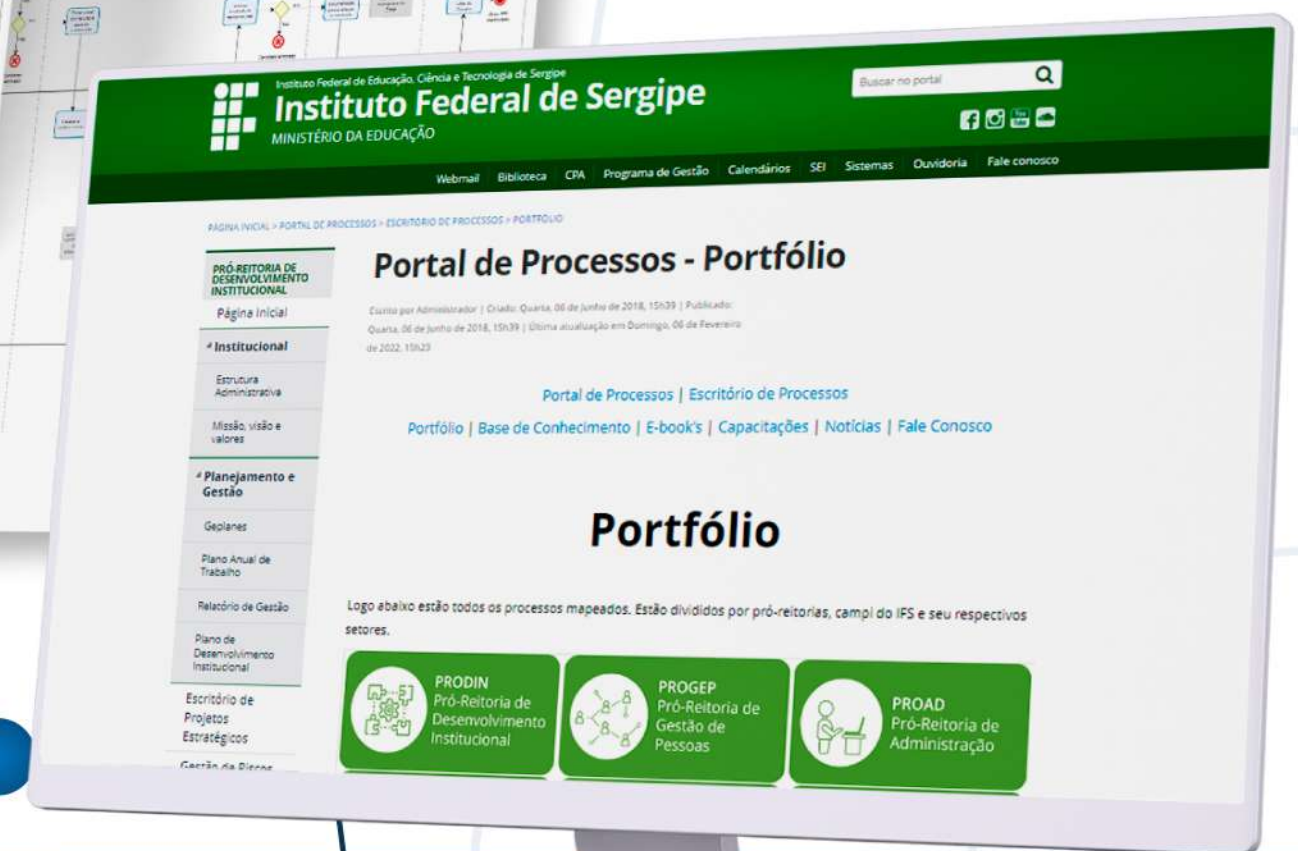 Instituto Federal de Educação, Ciência e Tecnologia de Sergipe
Instituto Federal de Sergipe
MINISTÉRIO DA EDUCAÇÃO
Buscar no portal
You Tube
Webmail Biblioteca CPA Programa de Gestão Calendários SEI Sistemas Ouvidoria Fale conosco
PÁGINA INICIAL > PORTAL DE PROCESSOS > ESCRITÓRIO DE PROCESSOS > PORTFOLIO
PRÓ-REITORIA DE
DESENVOLVIMENTO
INSTITUCIONAL
Página inicial
Institucional
Estrutura
Administrativa
Missão, visão e
valores
Planejamento e
Gestão
Geplanes
Plano Anual de
Trabalho
Relatório de Gestão
Plano de
Desenvolvimento
Institucional
Escritório de
Projetos
Estratégicos
Gestão de Riscos
Portal de Processos - Portfólio
Escrito por Administrador | Criado: Quarta, 06 de Junho de 2018, 15h39 | Publicado:
Quarta, 06 de Junho de 2018, 15h39 | Última atualização em Domingo, 06 de Fevereiro
de 2022, 15h23
Portal de Processos | Escritório de Processos
Portfólio | Base de Conhecimento | E-book's | Capacitações | Notícias | Fale Conosco
Portfólio
Logo abaixo estão todos os processos mapeados. Estão divididos por pró-reitorias, campi do IFS e seu respectivos
setores.
PRODIN
Pró-Reitoria de
Desenvolvimento
Institucional
PROGEP
Pró-Reitoria de
Gestão de
Pessoas
PROAD
Pró-Reitoria de
Administração